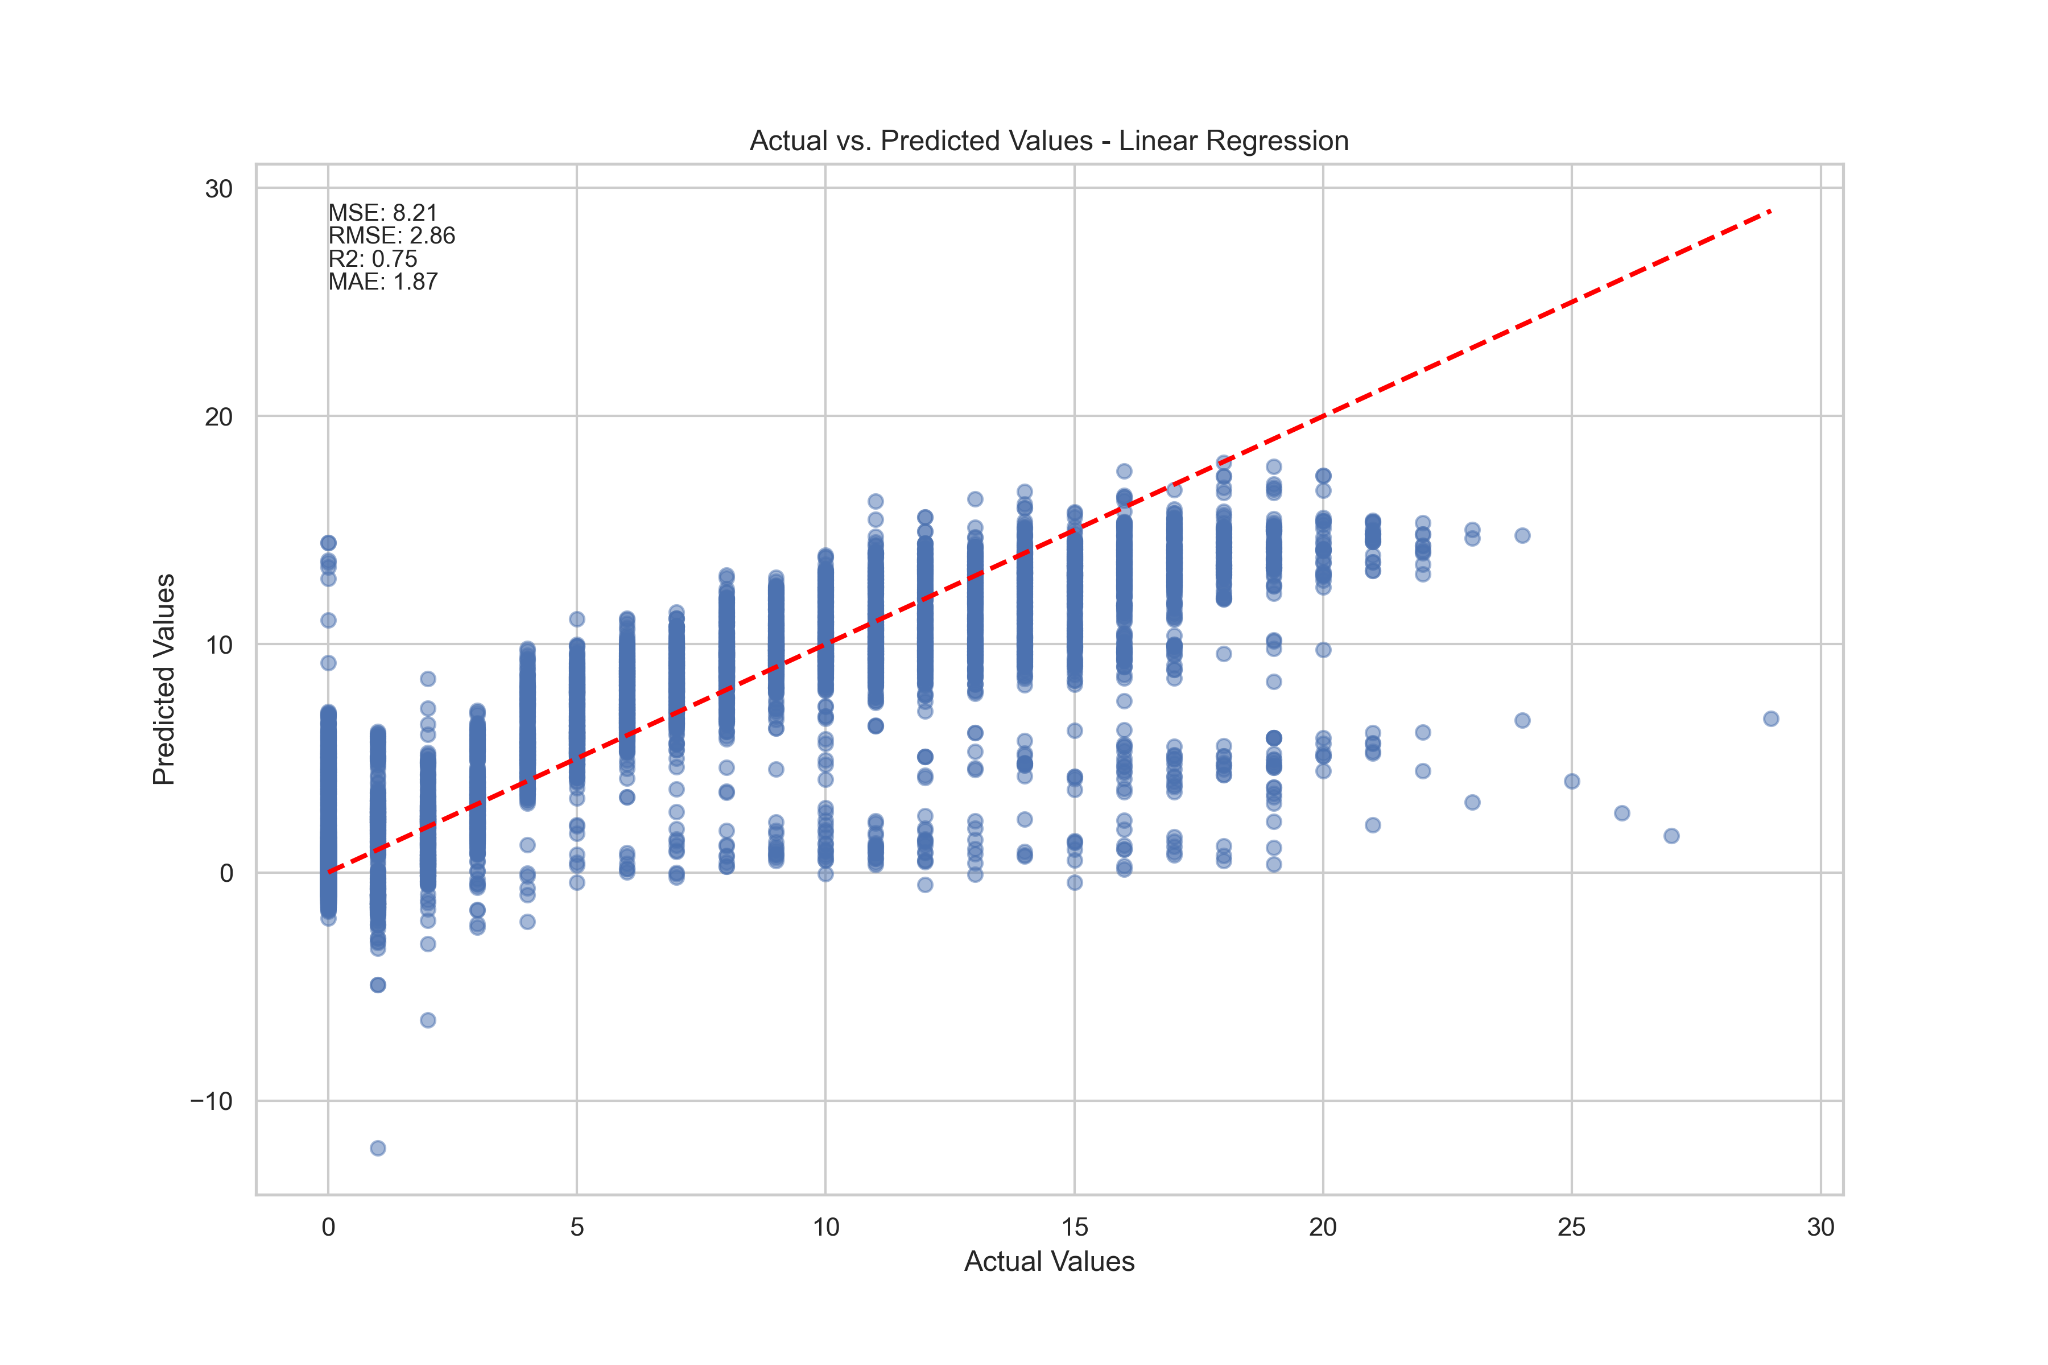 Actual vs. Predicted Values - Linear Regression
30
MSE: 8.21
RMSE: 2.86
R2: 0.75
MAE: 1.87
20
10
0
−10
Predicted Values
0 5 10 15 20 25 30
Actual Values